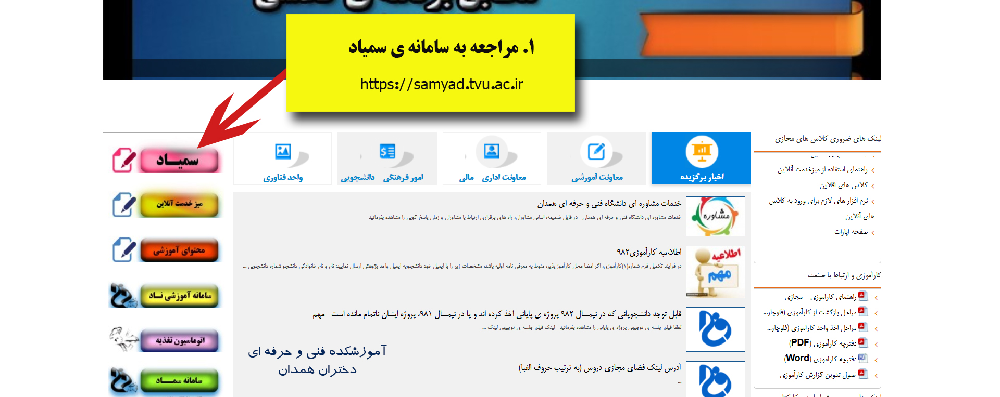 ۱. مراجعه به سامانه ی سمیاد
https://samyad.tvu.ac.ir
لینک های ضروری کلاس های مجازی
راهنمای استفاده از میزخدمت آنلاین
کلاس های آفلاین
نرم افزار های لازم برای ورود به کلاس
های آنلاین
صفحه آپارات
کارآموزی و ارتباط با صنعت
راهنمای کارآموزی - مجازی
مراحل بازگشت از کارآموزی (فلوچار...
مراحل اخذ واحد کارآموزی (فلوچار...
دفترچه کارآموزی (PDF)
دفترچه کارآموزی (Word)
اصول تدوین گزارش کارآموزی
اخبار برگزیده
معاونت آموزشی
معاونت اداری - مالی
امور فرهنگی - دانشجویی
واحد فناوری
مشاوره
خدمات مشاوره ای دانشگاه فنی و حرفه ای همدان
خدمات مشاوره ای دانشگاه فنی و حرفه ای همدان در فایل ضمیمه، اسانی مشاوران، راه های برقراری ارتباط با مشاوران و زمان پاسخ گویی را مشاهده بفرمائید
اطلاعیه
مهم
اطلاعیه کارآموزی۹۸۲
در فرایند تکمیل فرم شماره(۱)کارآموزی، اگر امضا محل کارآموز پذیر، منوط به معرفی نامه اولیه باشد، مشخصات زیر را با ایمیل خود دانشجوبه ایمیل واحد پژوهش ارسال نمایید: نام و نام خانوادگی دانشجو شماره دانشجویی ...
قابل توجه دانشجویانی که در نیمسال ۹۸۲ پروژه ی پایانی اخذ کرده اند و یا در نیمسال ۹۸۱، پروژه ایشان ناتمام مانده است- مهم
لطفا فیلم جلسه ی توجیهی پروژه ی پایانی را مشاهده بفرمائید لینک فیلم جلسه ی توجیهی لینک ...
آدرس لینک فضای مجازی دروس (به ترتیب حروف الفبا)
...
آموزشکده فنی و حرفه ای
دختران همدان
سمیـاد
میز خدمت آنلاین
محتوای آموزشی
سامانه آموزشی نـاد
اتوماسیون تغذیه
سامانه سمـاد